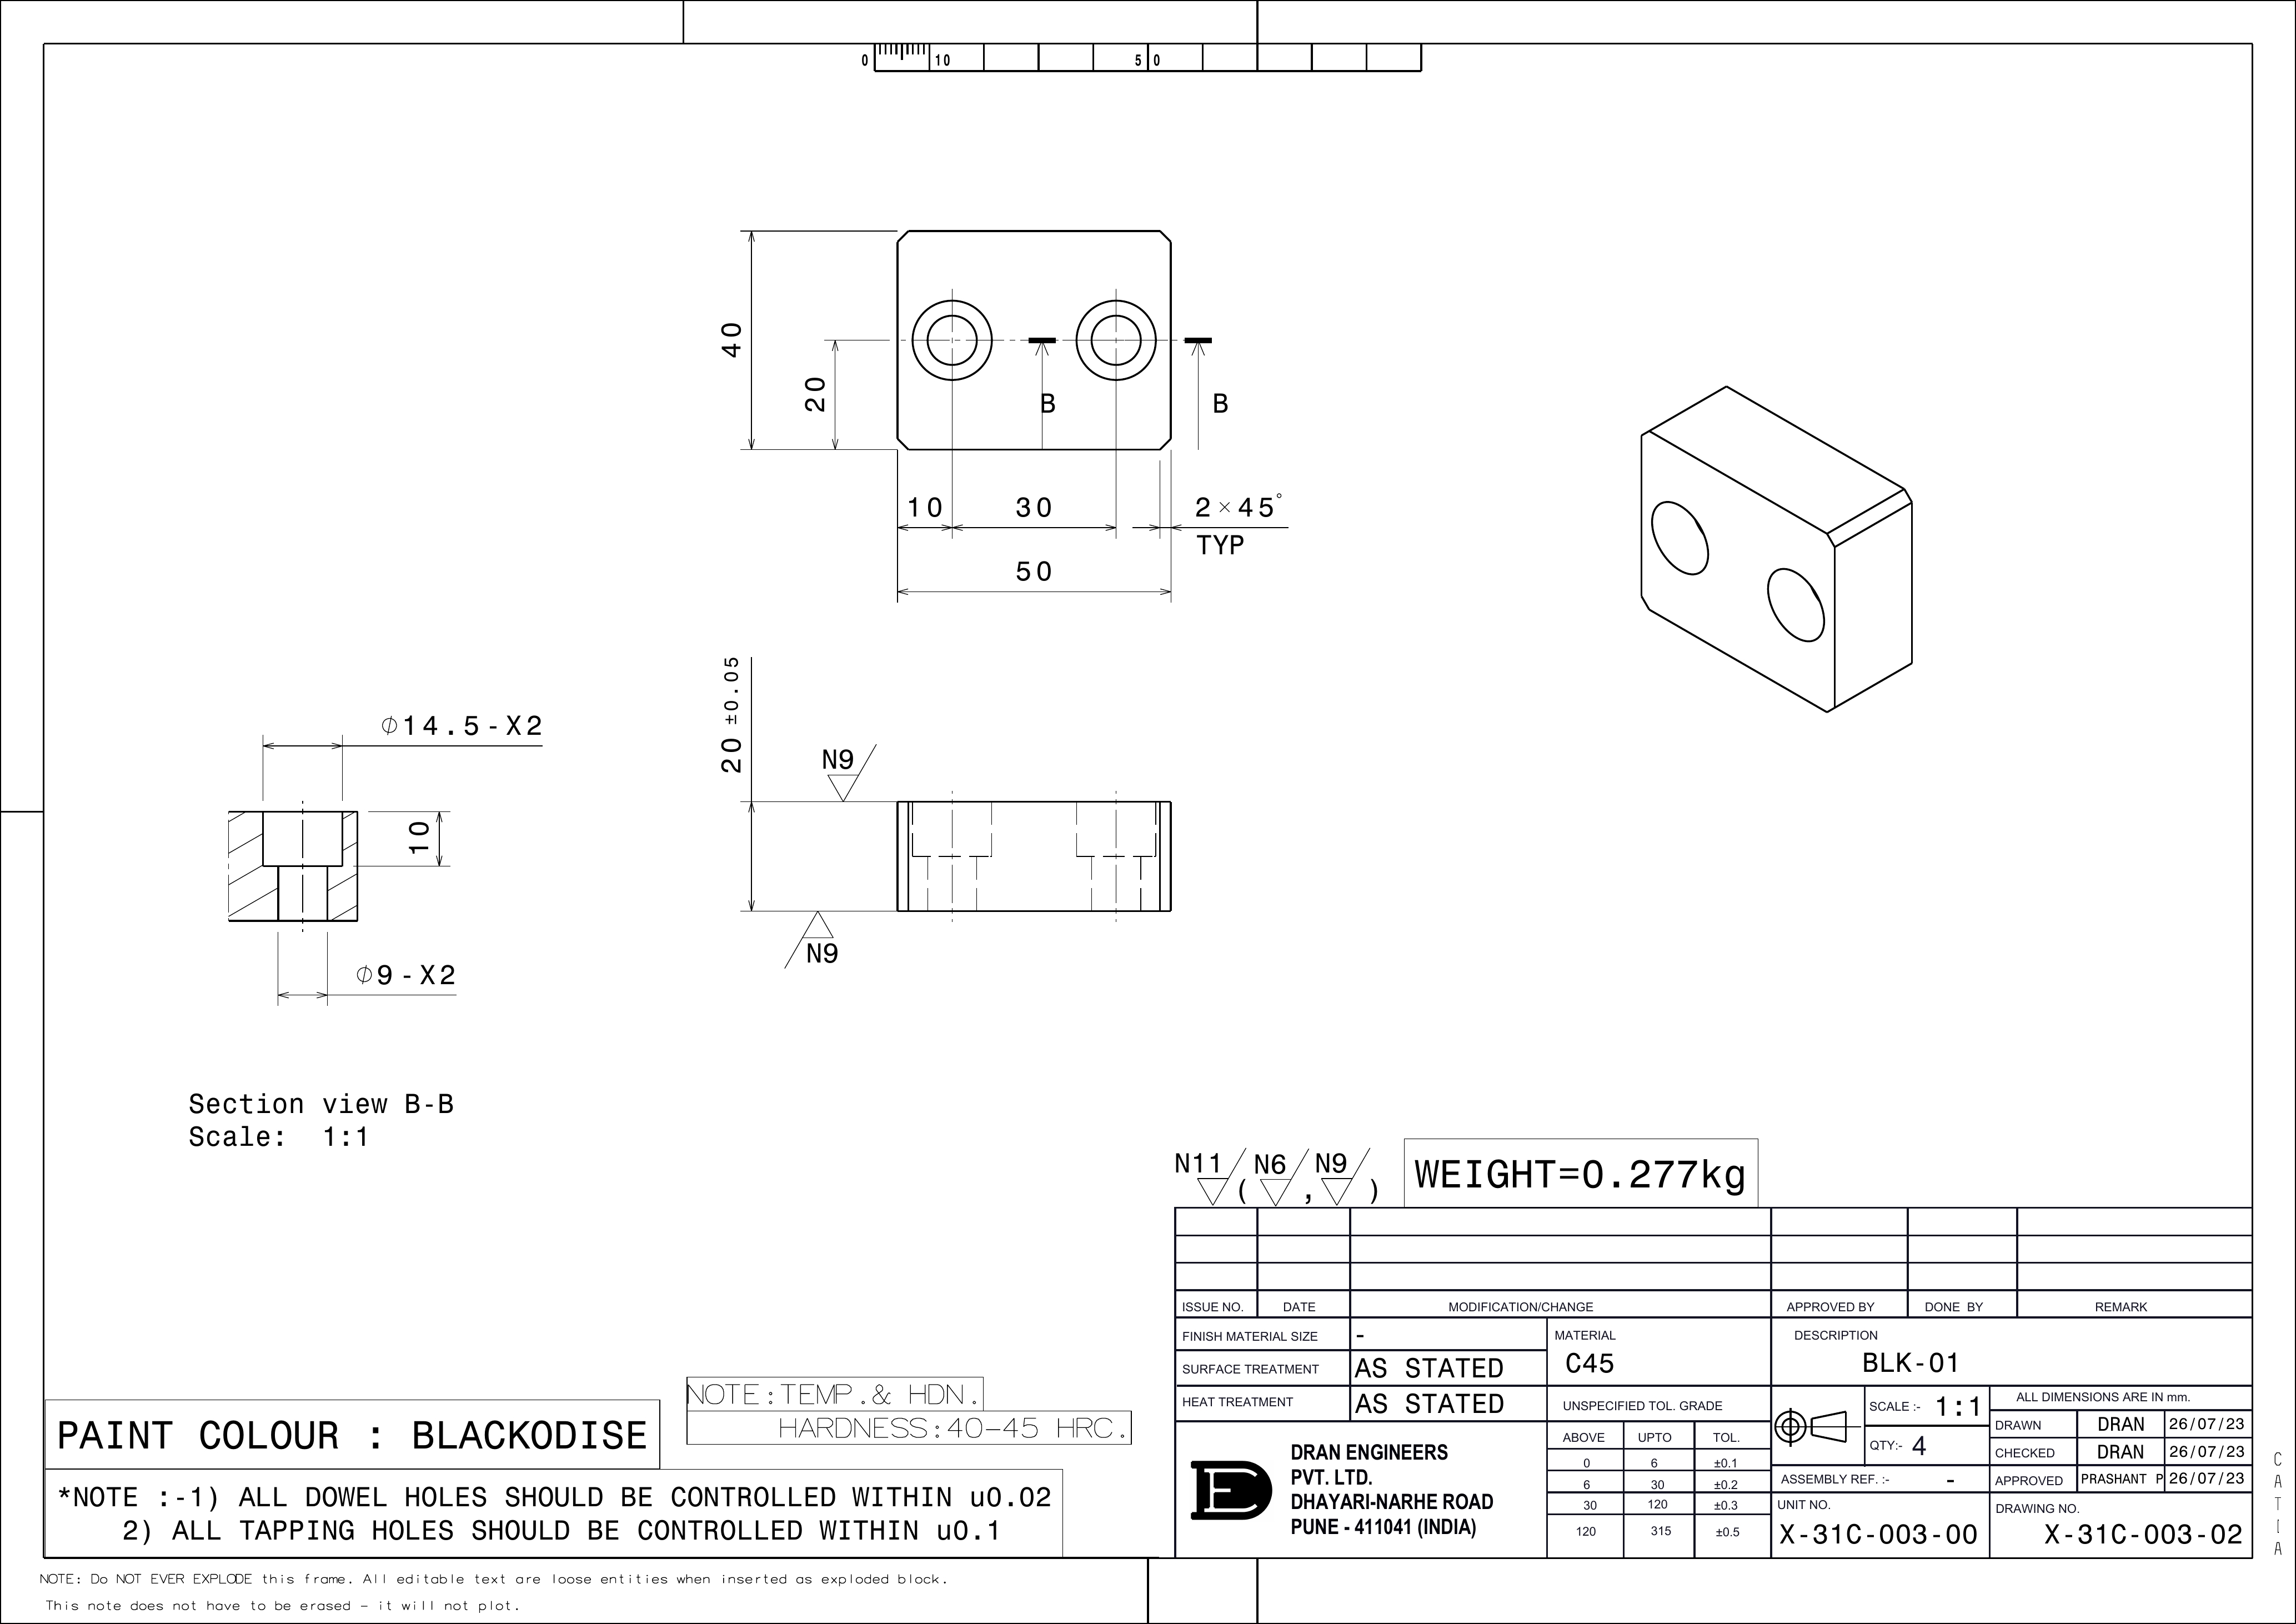 0 10 50
40
20
B B
10 30 2×45°
TYP
50
20 ±0.05
N9
N9
⌀14.5-X2
10
⌀9-X2
Section view B-B
Scale: 1:1
N11 ( N6 , N9 )
WEIGHT=0.277kg
ISSUE NO. DATE MODIFICATION/CHANGE APPROVED BY DONE BY REMARK
FINISH MATERIAL SIZE -
SURFACE TREATMENT AS STATED
HEAT TREATMENT AS STATED
MATERIAL
C45
DESCRIPTION
BLK-01
UNSPECIFIED TOL. GRADE
ABOVE UPTO TOL.
0 6 ±0.1
6 30 ±0.2
30 120 ±0.3
120 315 ±0.5
SCALE :- 1:1
QTY:- 4
ALL DIMENSIONS ARE IN mm.
DRAWN DRAN 26/07/23
CHECKED DRAN 26/07/23
APPROVED PRASHANT P 26/07/23
ASSEMBLY REF. :- -
UNIT NO.
X-31C-003-00
DRAWING NO.
X-31C-003-02
DE
DRAN ENGINEERS
PVT. LTD.
DHAYARI-NARHE ROAD
PUNE - 411041 (INDIA)
NOTE:TEMP.& HDN.
HARDNESS:40-45 HRC.
PAINT COLOUR : BLACKODISE
*NOTE :-1) ALL DOWEL HOLES SHOULD BE CONTROLLED WITHIN u0.02
2) ALL TAPPING HOLES SHOULD BE CONTROLLED WITHIN u0.1
NOTE: Do NOT EVER EXPLODE this frame. All editable text are loose entities when inserted as exploded block.
This note does not have to be erased - it will not plot.
CATIA